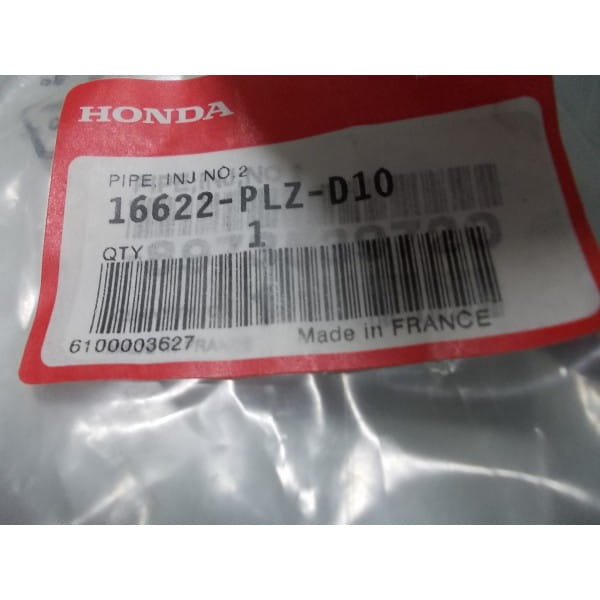 HONDA
PIPE, INJ NO.2
16622-PLZ-D10
QTY 1
6100003627
Made in FRANCE